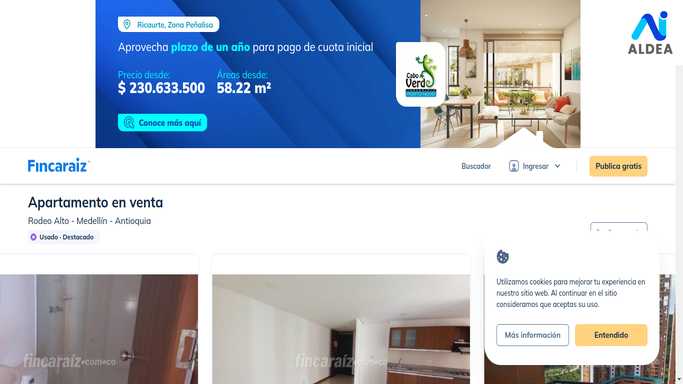 Ricaurte, Zona Peñalisa
Aprovecha plazo de un año para pago de cuota inicial
Precio desde:
$ 230.633.500
Áreas desde:
58.22 m²
Conoce más aquí
Cabo Verde
ALDEA
Fincaraiz
Buscador
Ingresar
Publica gratis
Apartamento en venta
Rodeo Alto - Medellín - Antioquia
Usado · Destacado
fincaraiz.com.co
fincaraiz.com.co
Utilizamos cookies para mejorar tu experiencia en
nuestro sitio web. Al continuar en el sitio
consideramos que aceptas su uso.
Más información
Entendido